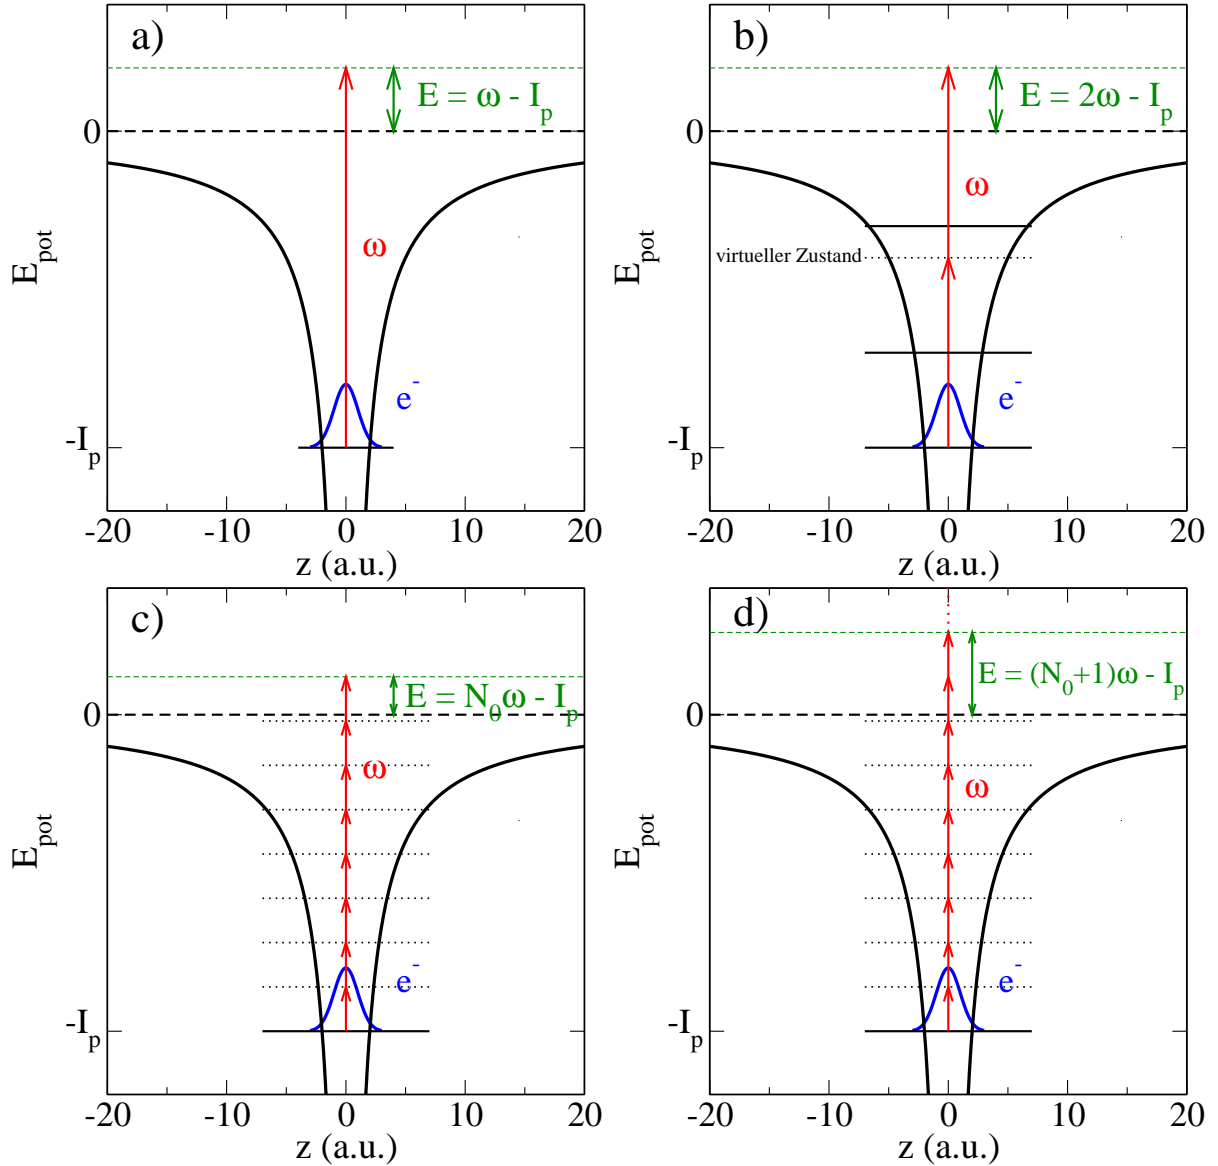 a)
E = ω - I_p
0
ω
E_pot
e^-
-I_p
-20 -10 0 10 20
z (a.u.)
b)
E = 2ω - I_p
0
ω
virtueller Zustand
E_pot
e^-
-I_p
-20 -10 0 10 20
z (a.u.)
c)
E = N_0ω - I_p
0
ω
E_pot
e^-
-I_p
-20 -10 0 10 20
z (a.u.)
d)
E = (N_0+1)ω - I_p
0
ω
E_pot
e^-
-I_p
-20 -10 0 10 20
z (a.u.)